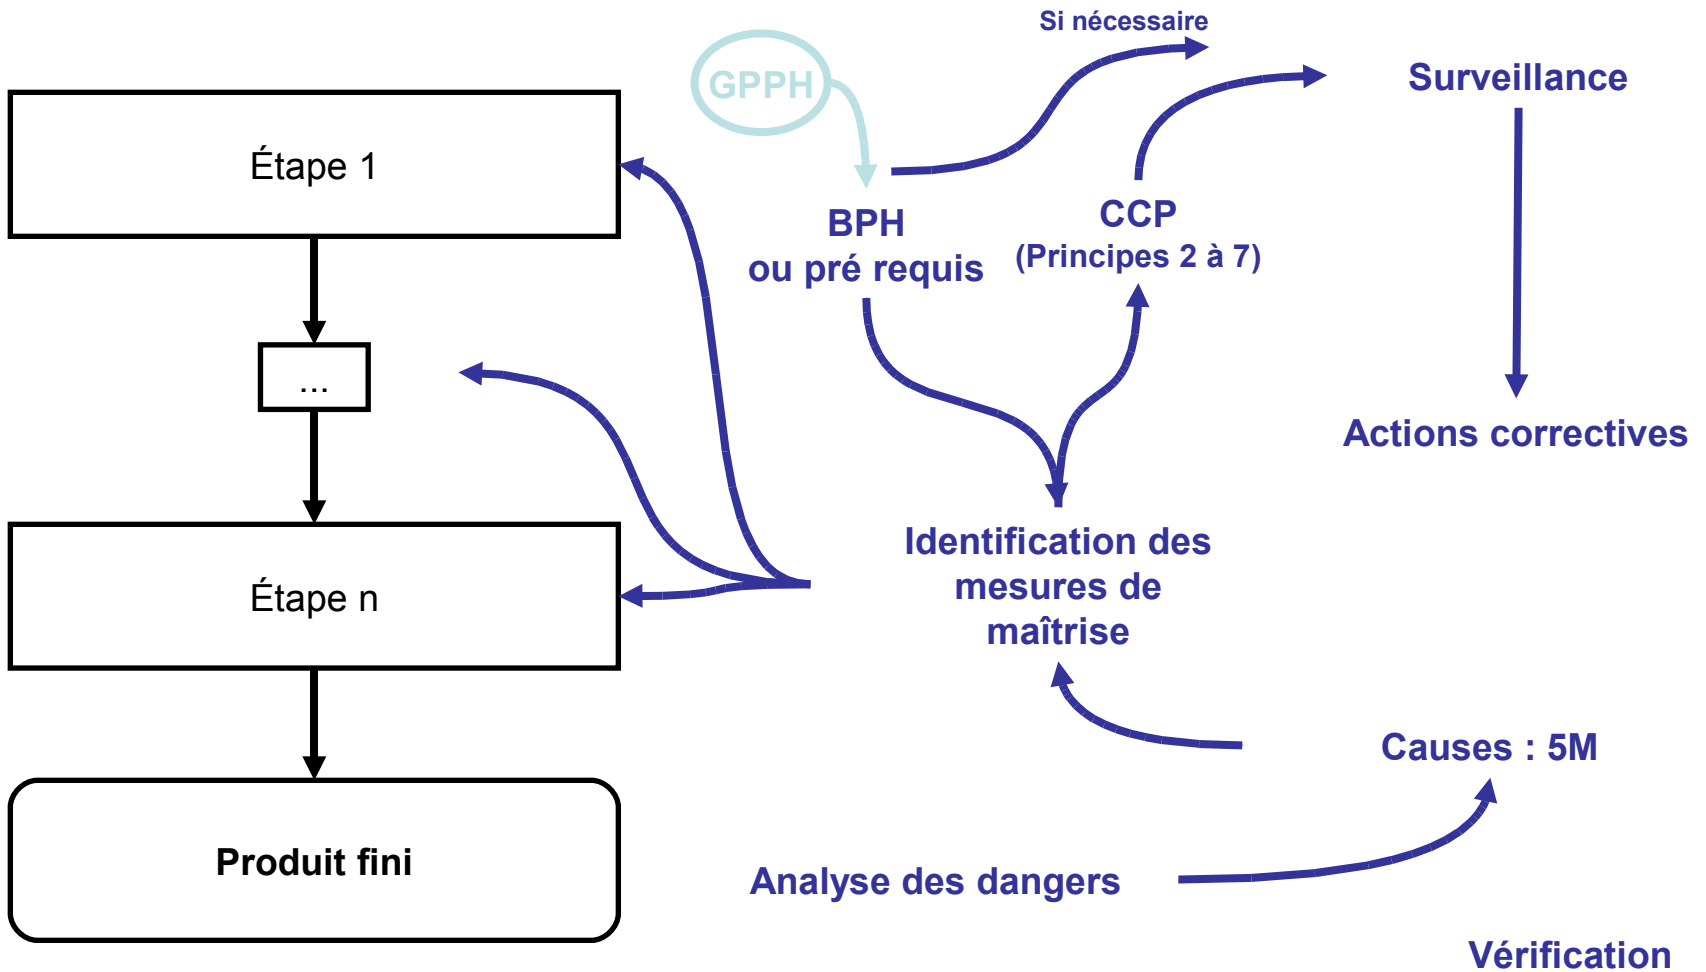 Si nécessaire
GPPH
Surveillance
Étape 1
BPH
ou pré requis
CCP
(Principes 2 à 7)
...
Actions correctives
Identification des
mesures de
maîtrise
Étape n
Causes : 5M
Produit fini
Analyse des dangers
Vérification